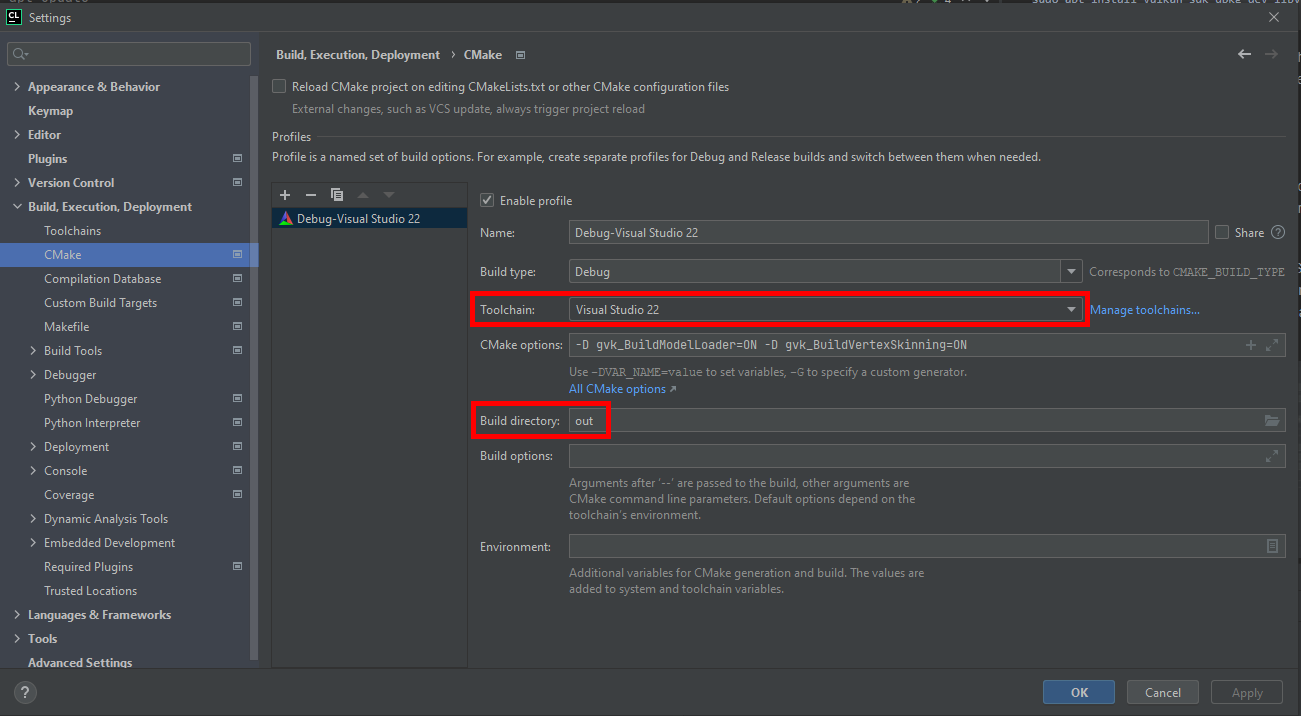 CL Settings
Build, Execution, Deployment › CMake
Reload CMake project on editing CMakeLists.txt or other CMake configuration files
External changes, such as VCS update, always trigger project reload
Profiles
Profile is a named set of build options. For example, create separate profiles for Debug and Release builds and switch between them when needed.
Appearance & Behavior
Keymap
Editor
Plugins
Version Control
Build, Execution, Deployment
Toolchains
CMake
Compilation Database
Custom Build Targets
Makefile
Build Tools
Debugger
Python Debugger
Python Interpreter
Deployment
Console
Coverage
Dynamic Analysis Tools
Embedded Development
Required Plugins
Trusted Locations
Languages & Frameworks
Tools
Advanced Settings
Debug-Visual Studio 22
Enable profile
Name: Debug-Visual Studio 22 Share ?
Build type: Debug Corresponds to CMAKE_BUILD_TYPE
Toolchain: Visual Studio 22 Manage toolchains...
CMake options: -D gvk_BuildModelLoader=ON -D gvk_BuildVertexSkinning=ON
Use -DVAR_NAME=value to set variables, -G to specify a custom generator.
All CMake options ↗
Build directory: out
Build options:
Arguments after '--' are passed to the build, other arguments are
CMake command line parameters. Default options depend on the
toolchain's environment.
Environment:
Additional variables for CMake generation and build. The values are
added to system and toolchain variables.
? OK Cancel Apply